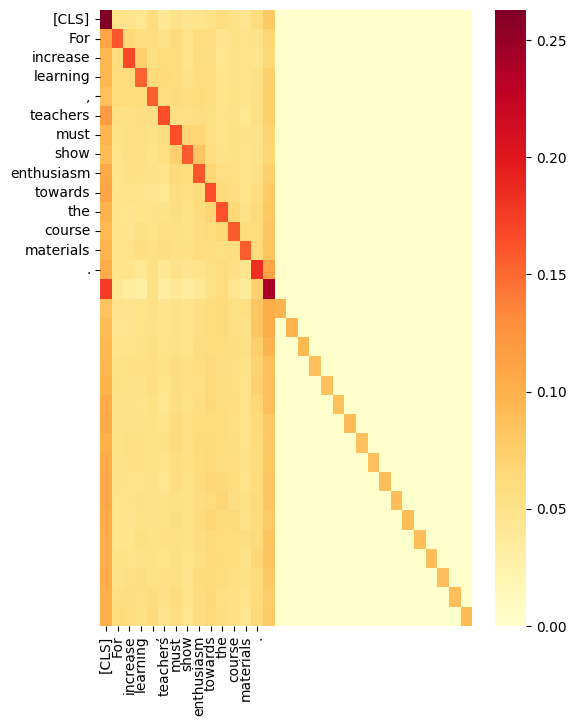 [CLS]
For
increase
learning
,
teachers
must
show
enthusiasm
towards
the
course
materials
.
0.25
0.20
0.15
0.10
0.05
0.00
[CLS]
For
increase
learning
,
teachers
must
show
enthusiasm
towards
the
course
materials
.